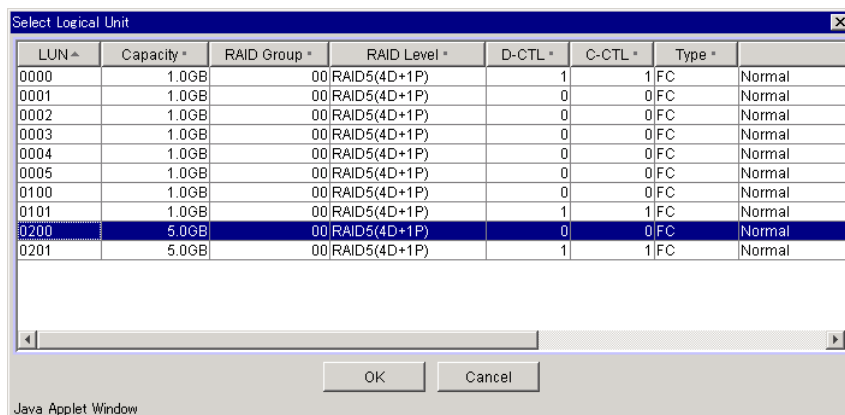 Select Logical Unit
LUN Capacity RAID Group RAID Level D-CTL C-CTL Type
0000 1.0GB 00 RAID5(4D+1P) 1 1 FC Normal
0001 1.0GB 00 RAID5(4D+1P) 0 0 FC Normal
0002 1.0GB 00 RAID5(4D+1P) 0 0 FC Normal
0003 1.0GB 00 RAID5(4D+1P) 0 0 FC Normal
0004 1.0GB 00 RAID5(4D+1P) 0 0 FC Normal
0005 1.0GB 00 RAID5(4D+1P) 0 0 FC Normal
0100 1.0GB 00 RAID5(4D+1P) 0 0 FC Normal
0101 1.0GB 00 RAID5(4D+1P) 1 1 FC Normal
0200 5.0GB 00 RAID5(4D+1P) 0 0 FC Normal
0201 5.0GB 00 RAID5(4D+1P) 1 1 FC Normal
OK Cancel
Java Applet Window